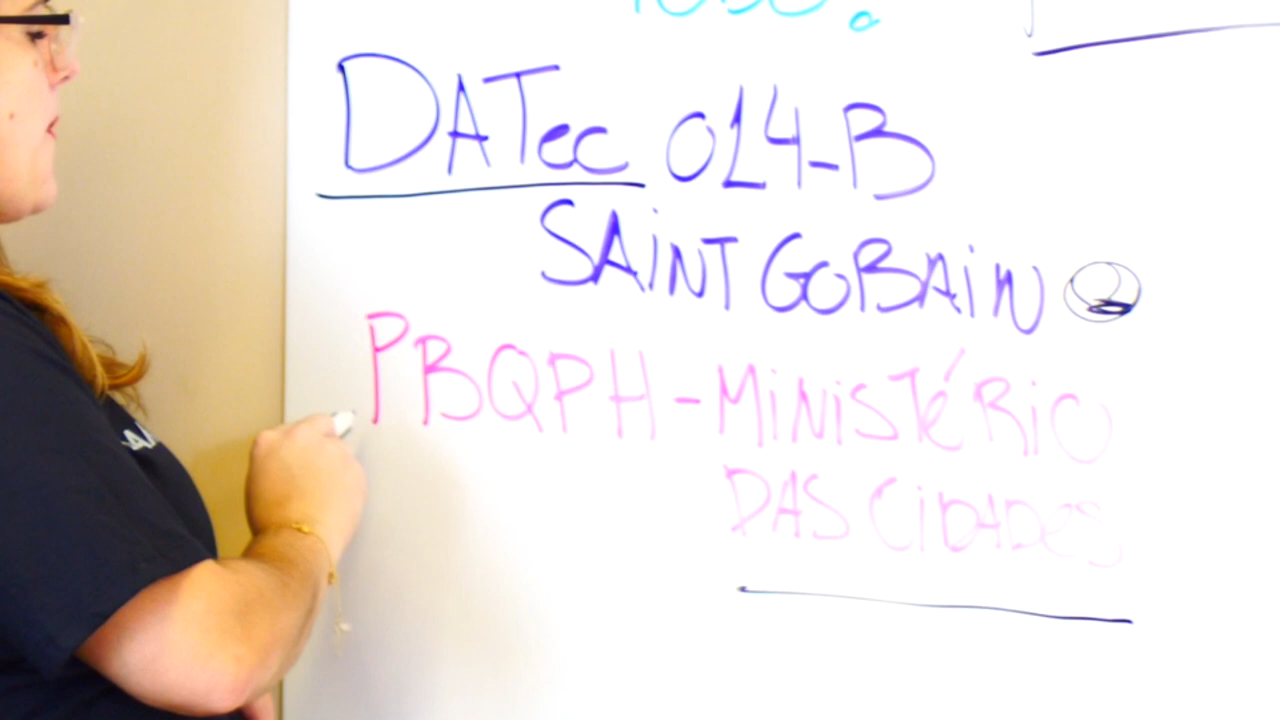 DATec 014-B
SAiNT GOBAiN
PBQPH-MiNiSTéRiO
DAS CiDADES